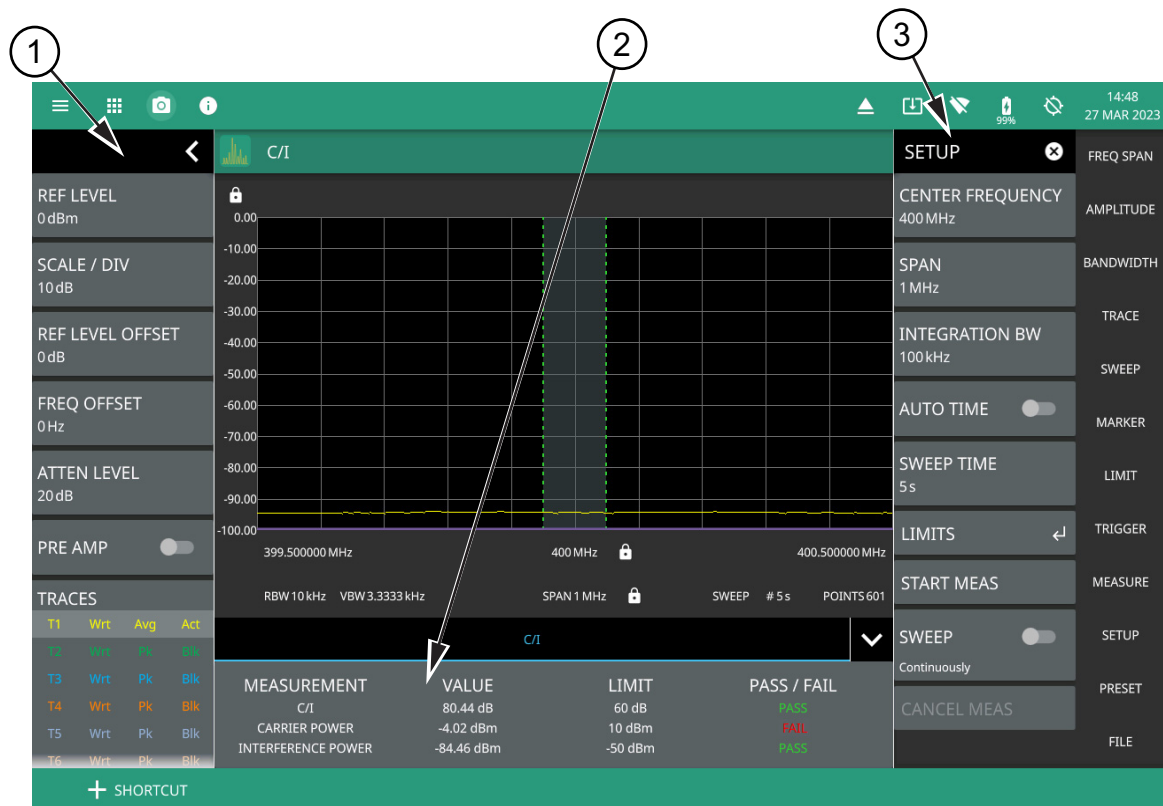 1
2
3
99%
14:48
27 MAR 2023
REF LEVEL
0 dBm
SCALE / DIV
10 dB
REF LEVEL OFFSET
0 dB
FREQ OFFSET
0 Hz
ATTEN LEVEL
20 dB
PRE AMP
TRACES
T1 Wrt Avg Act
T2 Wrt Pk Blk
T3 Wrt Pk Blk
T4 Wrt Pk Blk
T5 Wrt Pk Blk
T6 Wrt Pk Blk
C/I
0.00
-10.00
-20.00
-30.00
-40.00
-50.00
-60.00
-70.00
-80.00
-90.00
-100.00
399.500000 MHz 400 MHz 400.500000 MHz
RBW 10 kHz VBW 3.3333 kHz SPAN 1 MHz SWEEP # 5 s POINTS 601
C/I
MEASUREMENT VALUE LIMIT PASS / FAIL
C/I 80.44 dB 60 dB PASS
CARRIER POWER -4.02 dBm 10 dBm FAIL
INTERFERENCE POWER -84.46 dBm -50 dBm PASS
SETUP
CENTER FREQUENCY
400 MHz
SPAN
1 MHz
INTEGRATION BW
100 kHz
AUTO TIME
SWEEP TIME
5 s
LIMITS
START MEAS
SWEEP
Continuously
CANCEL MEAS
FREQ SPAN
AMPLITUDE
BANDWIDTH
TRACE
SWEEP
MARKER
LIMIT
TRIGGER
MEASURE
SETUP
PRESET
FILE
+ SHORTCUT